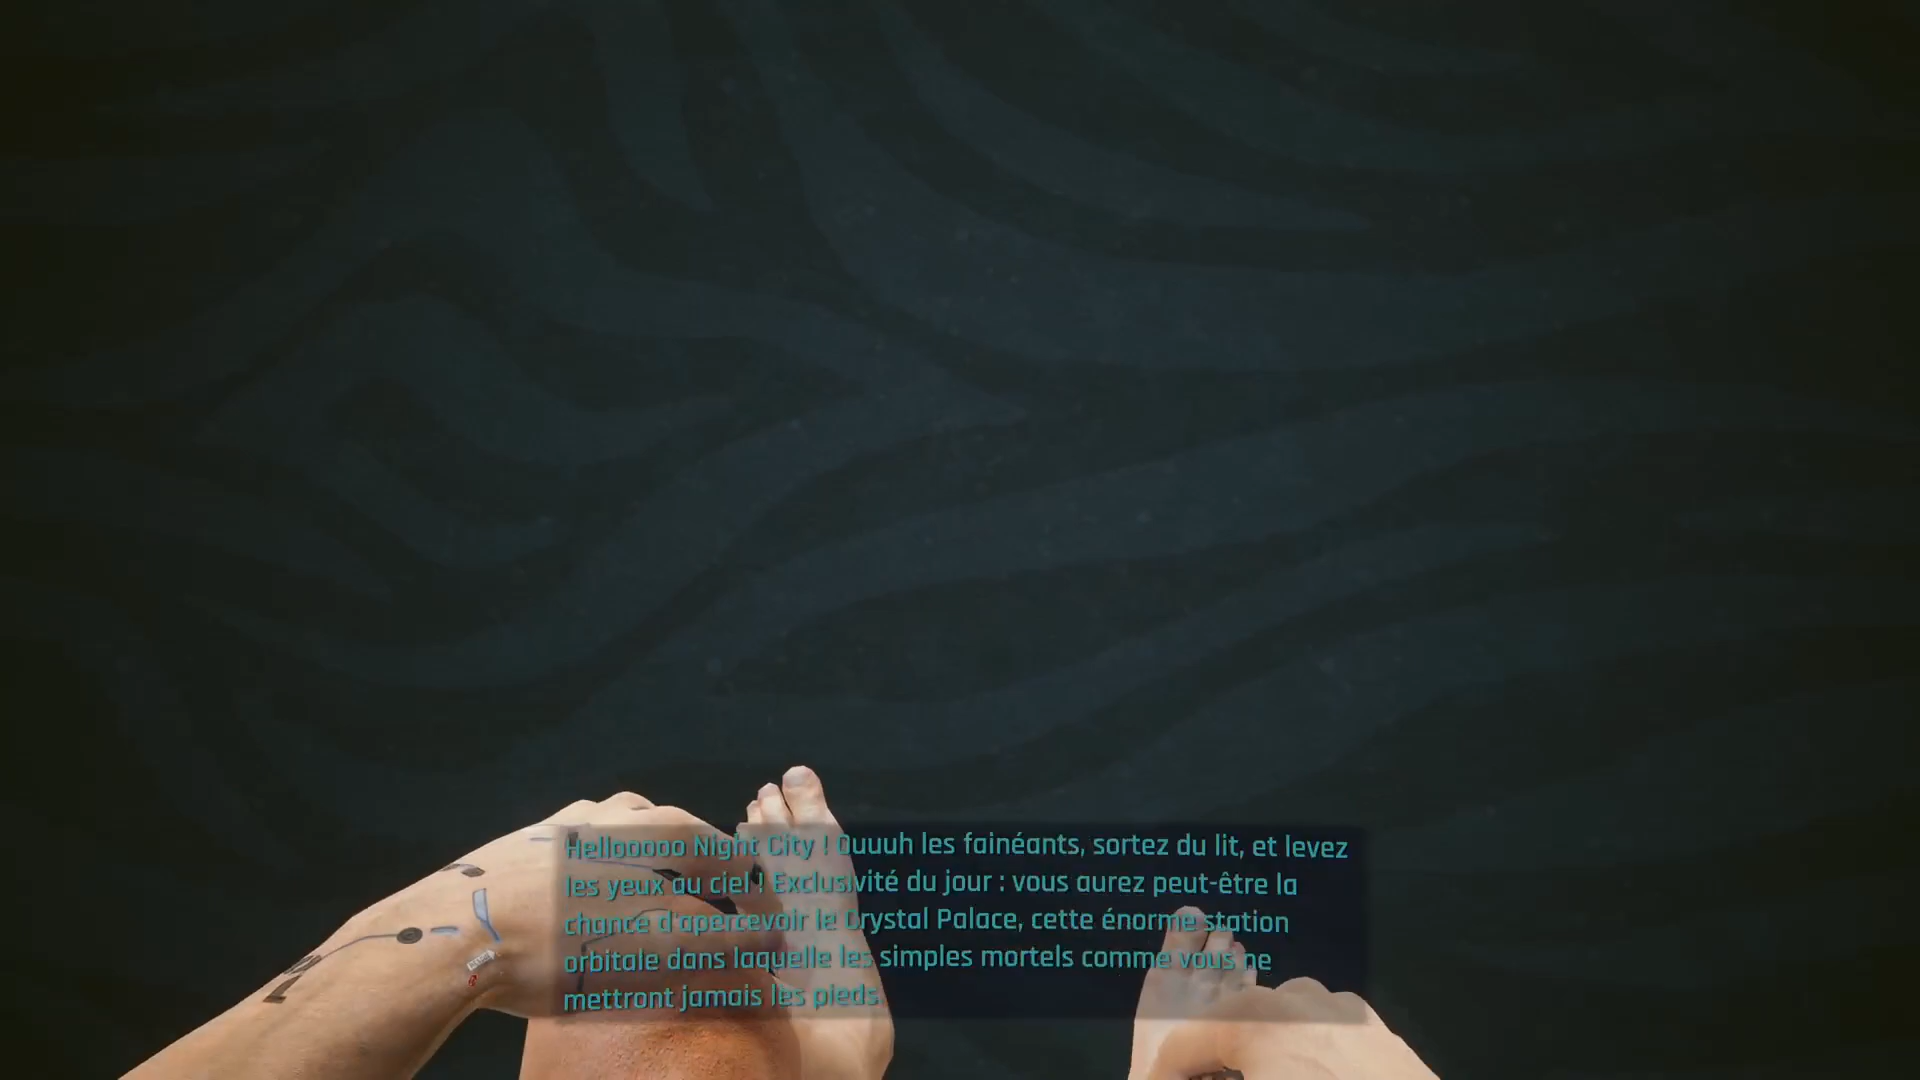 Hellooooo Night City ! Ouuuh les fainéants, sortez du lit, et levez
les yeux au ciel ! Exclusivité du jour : vous aurez peut-être la
chance d'apercevoir le Crystal Palace, cette énorme station
orbitale dans laquelle les simples mortels comme vous ne
mettront jamais les pieds.